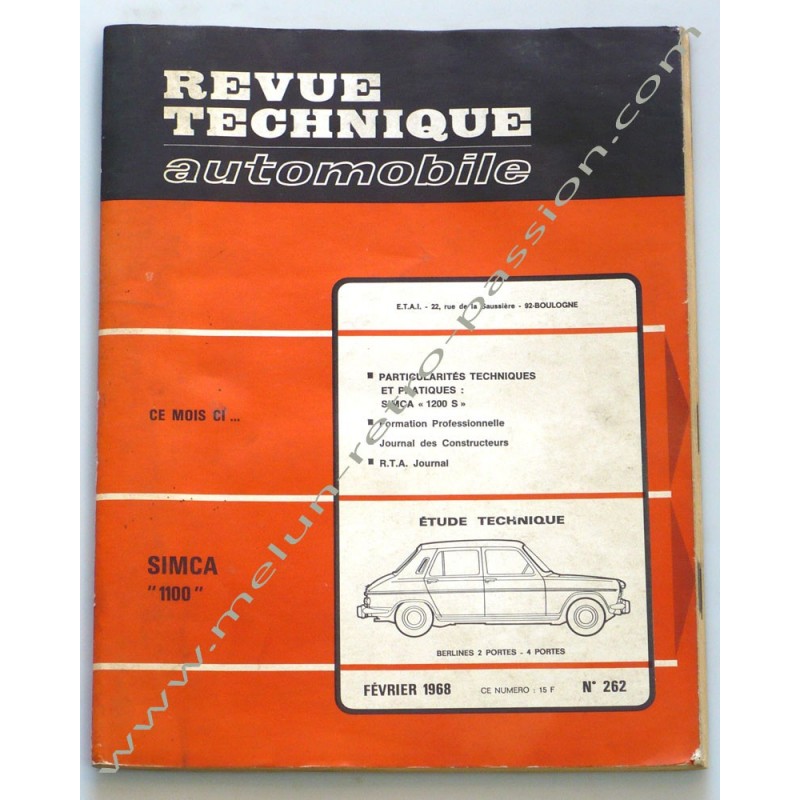 REVUE
TECHNIQUE
automobile
E.T.A.I. - 22, rue de la Saussière - 92-BOULOGNE
■ PARTICULARITÉS TECHNIQUES
ET PRATIQUES :
SIMCA « 1200 S »
■ Formation Professionnelle
Journal des Constructeurs
■ R.T.A. Journal
CE MOIS CI ...
ÉTUDE TECHNIQUE
SIMCA
"1100"
BERLINES 2 PORTES - 4 PORTES
FÉVRIER 1968 CE NUMERO : 15 F N° 262
www.melun-retro-passion.com